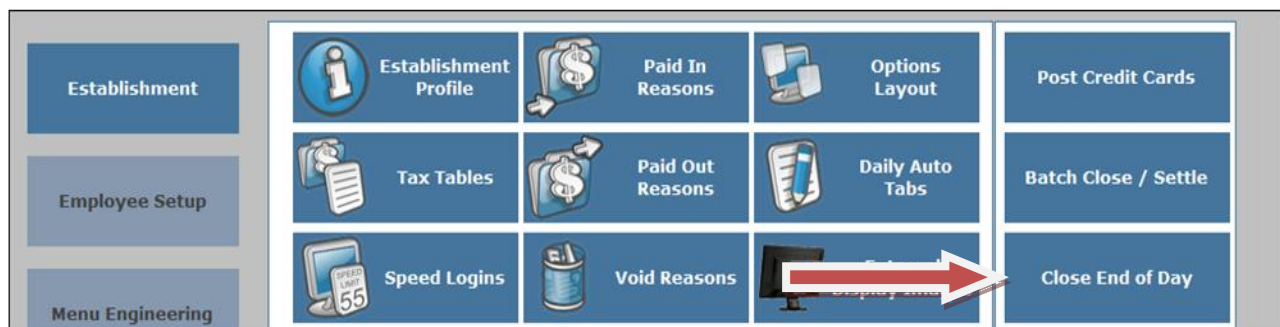 Establishment
Employee Setup
Menu Engineering
Establishment
Profile
Paid In
Reasons
Options
Layout
Tax Tables
Paid Out
Reasons
Daily Auto
Tabs
Speed Logins
SPEED
LIMIT
55
Void Reasons
Post Credit Cards
Batch Close / Settle
Close End of Day